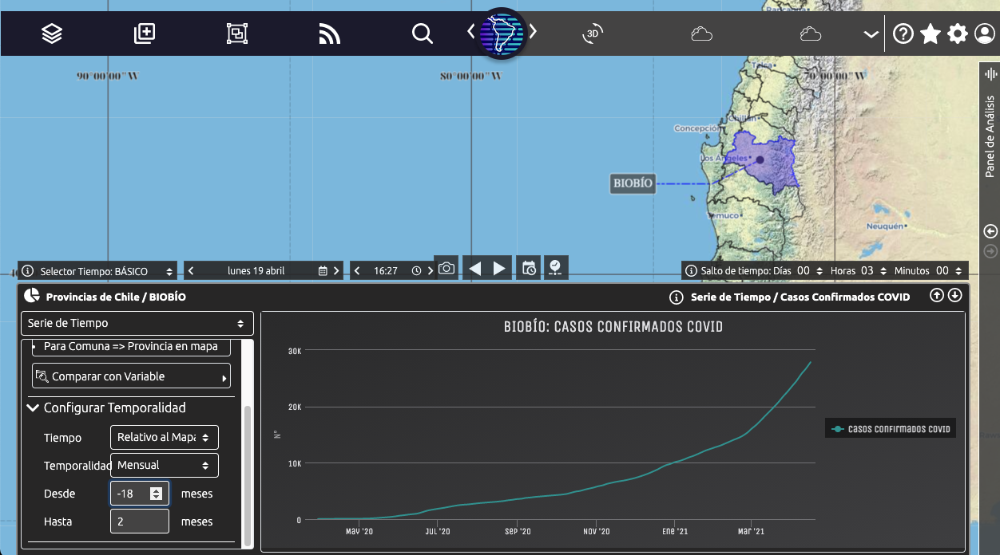 Rancagua
3D
Talca
90°00'00"W
80°00'00"W
70°00'00"W
Panel de Análisis
Chillán
Concepción
Los Ángeles
BIOBÍO
Temuco
Neuquén
Selector Tiempo: BÁSICO
lunes 19 abril
16:27
Salto de tiempo: Días 00 Horas 03 Minutos 00
Provincias de Chile / BIOBÍO
Serie de Tiempo / Casos Confirmados COVID
Serie de Tiempo
BIOBÍO: CASOS CONFIRMADOS COVID
Para Comuna => Provincia en mapa
Comparar con Variable
Configurar Temporalidad
Tiempo Relativo al Mapa
Temporalidad Mensual
Desde -18 meses
Hasta 2 meses
30K
20K
10K
0
N°
May '20 Jul '20 Sep '20 Nov '20 Ene '21 Mar '21
Casos Confirmados COVID